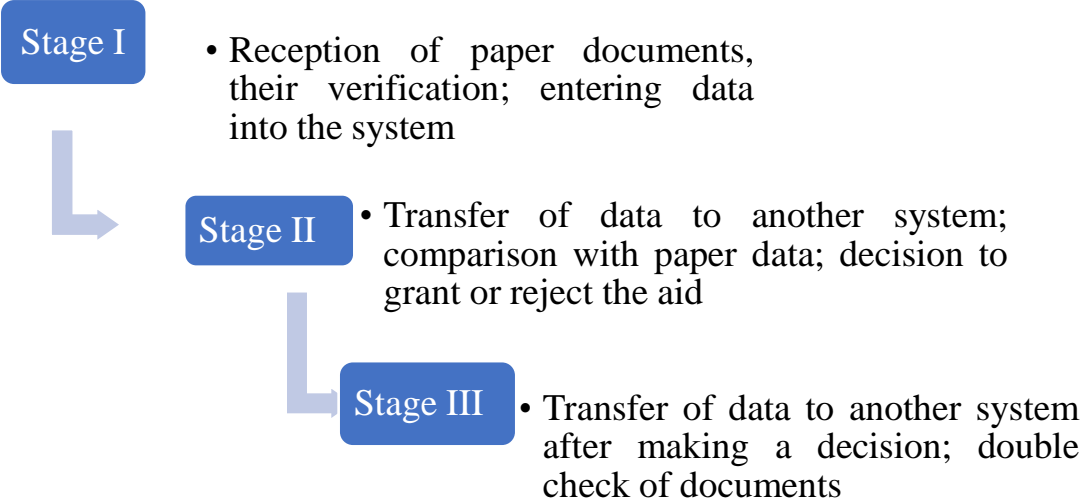 Stage I
• Reception of paper documents,
their verification; entering data
into the system
Stage II
• Transfer of data to another system;
comparison with paper data; decision to
grant or reject the aid
Stage III
• Transfer of data to another system
after making a decision; double
check of documents